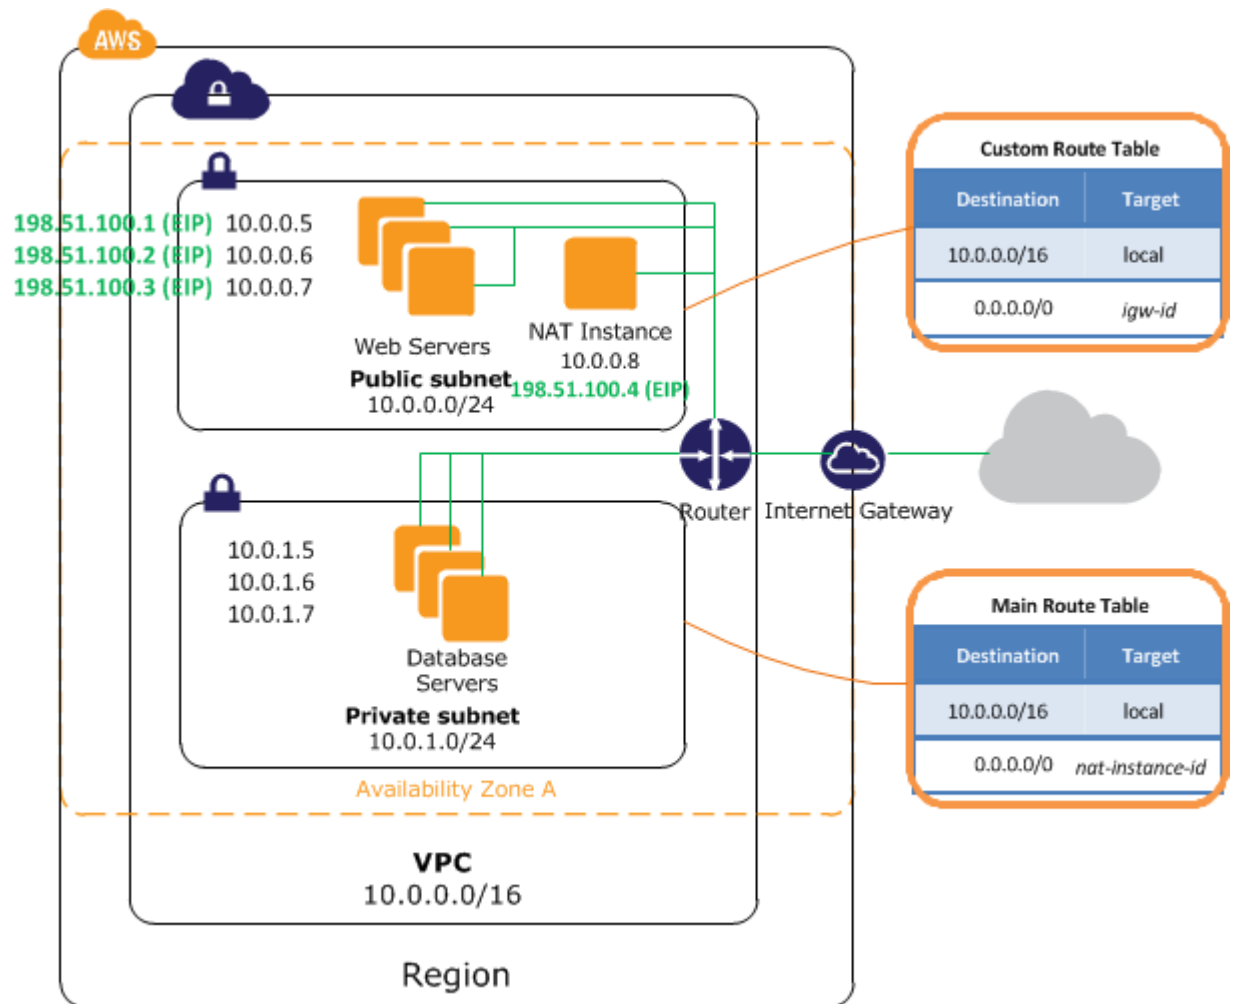 AWS
198.51.100.1 (EIP) 10.0.0.5
198.51.100.2 (EIP) 10.0.0.6
198.51.100.3 (EIP) 10.0.0.7
Web Servers
Public subnet
10.0.0.0/24
NAT Instance
10.0.0.8
198.51.100.4 (EIP)
Custom Route Table
Destination Target
10.0.0.0/16 local
0.0.0.0/0 igw-id
Router
Internet Gateway
10.0.1.5
10.0.1.6
10.0.1.7
Database
Servers
Private subnet
10.0.1.0/24
Main Route Table
Destination Target
10.0.0.0/16 local
0.0.0.0/0 nat-instance-id
Availability Zone A
VPC
10.0.0.0/16
Region